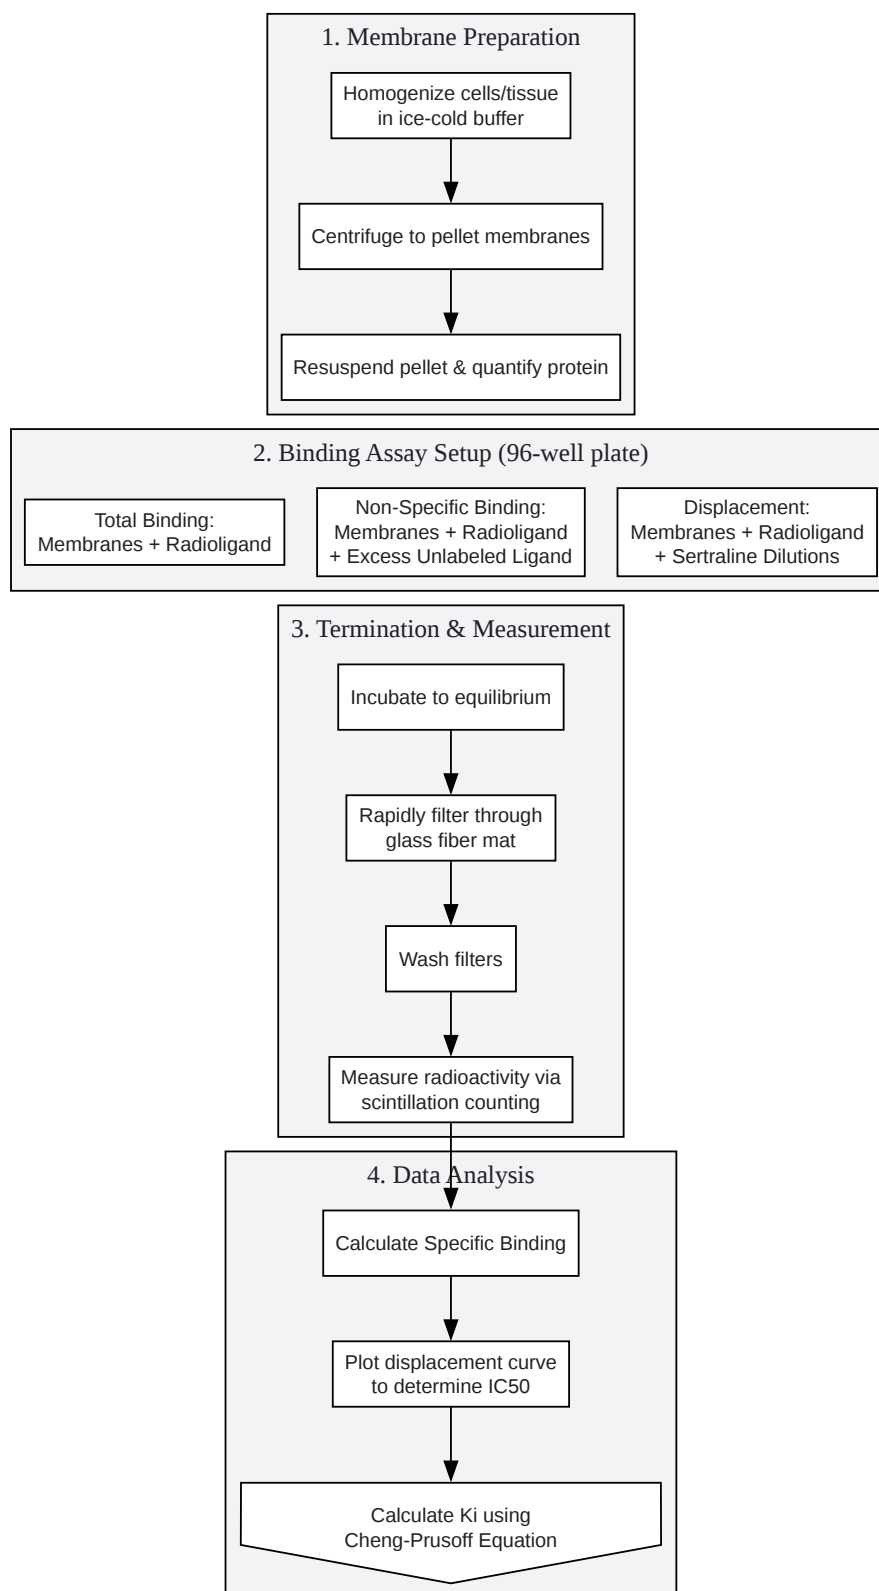 1. Membrane Preparation
Homogenize cells/tissue
in ice-cold buffer
Centrifuge to pellet membranes
Resuspend pellet & quantify protein
2. Binding Assay Setup (96-well plate)
Total Binding:
Membranes + Radioligand
Non-Specific Binding:
Membranes + Radioligand
+ Excess Unlabeled Ligand
Displacement:
Membranes + Radioligand
+ Sertraline Dilutions
3. Termination & Measurement
Incubate to equilibrium
Rapidly filter through
glass fiber mat
Wash filters
Measure radioactivity via
scintillation counting
4. Data Analysis
Calculate Specific Binding
Plot displacement curve
to determine IC50
Calculate Ki using
Cheng-Prusoff Equation